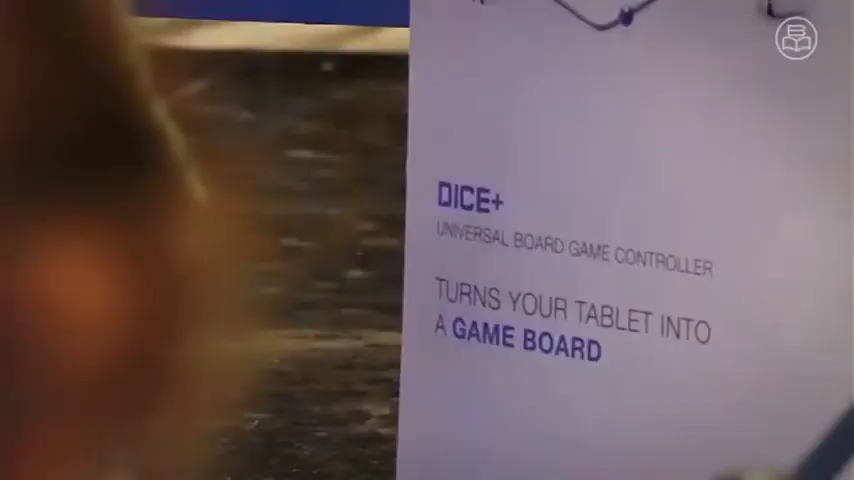 DICE+
UNIVERSAL BOARD GAME CONTROLLER
TURNS YOUR TABLET INTO
A GAME BOARD